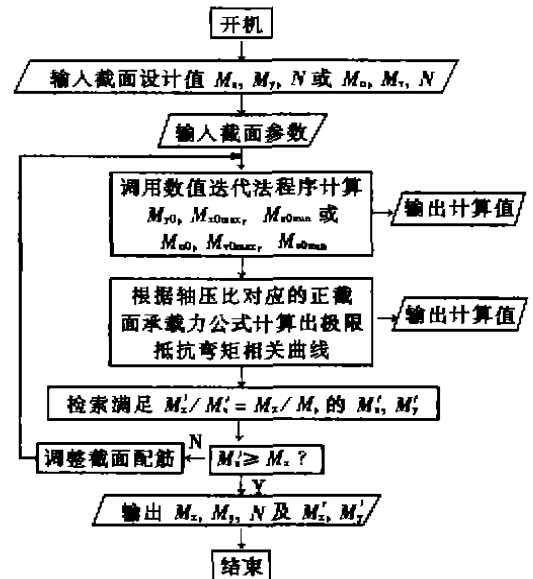 开机
输入截面设计值 Mx, My, N 或 Mu, Mv, N
输入截面参数
调用数值迭代法程序计算
My0, Mx0max, Mx0min 或
Mu0, Mv0max, Mv0min
输出计算值
根据轴压比对应的正截
面承载力公式计算出极限
抵抗弯矩相关曲线
输出计算值
检索满足 的
N
调整截面配筋
Y
输出 Mx, My, N 及
结束